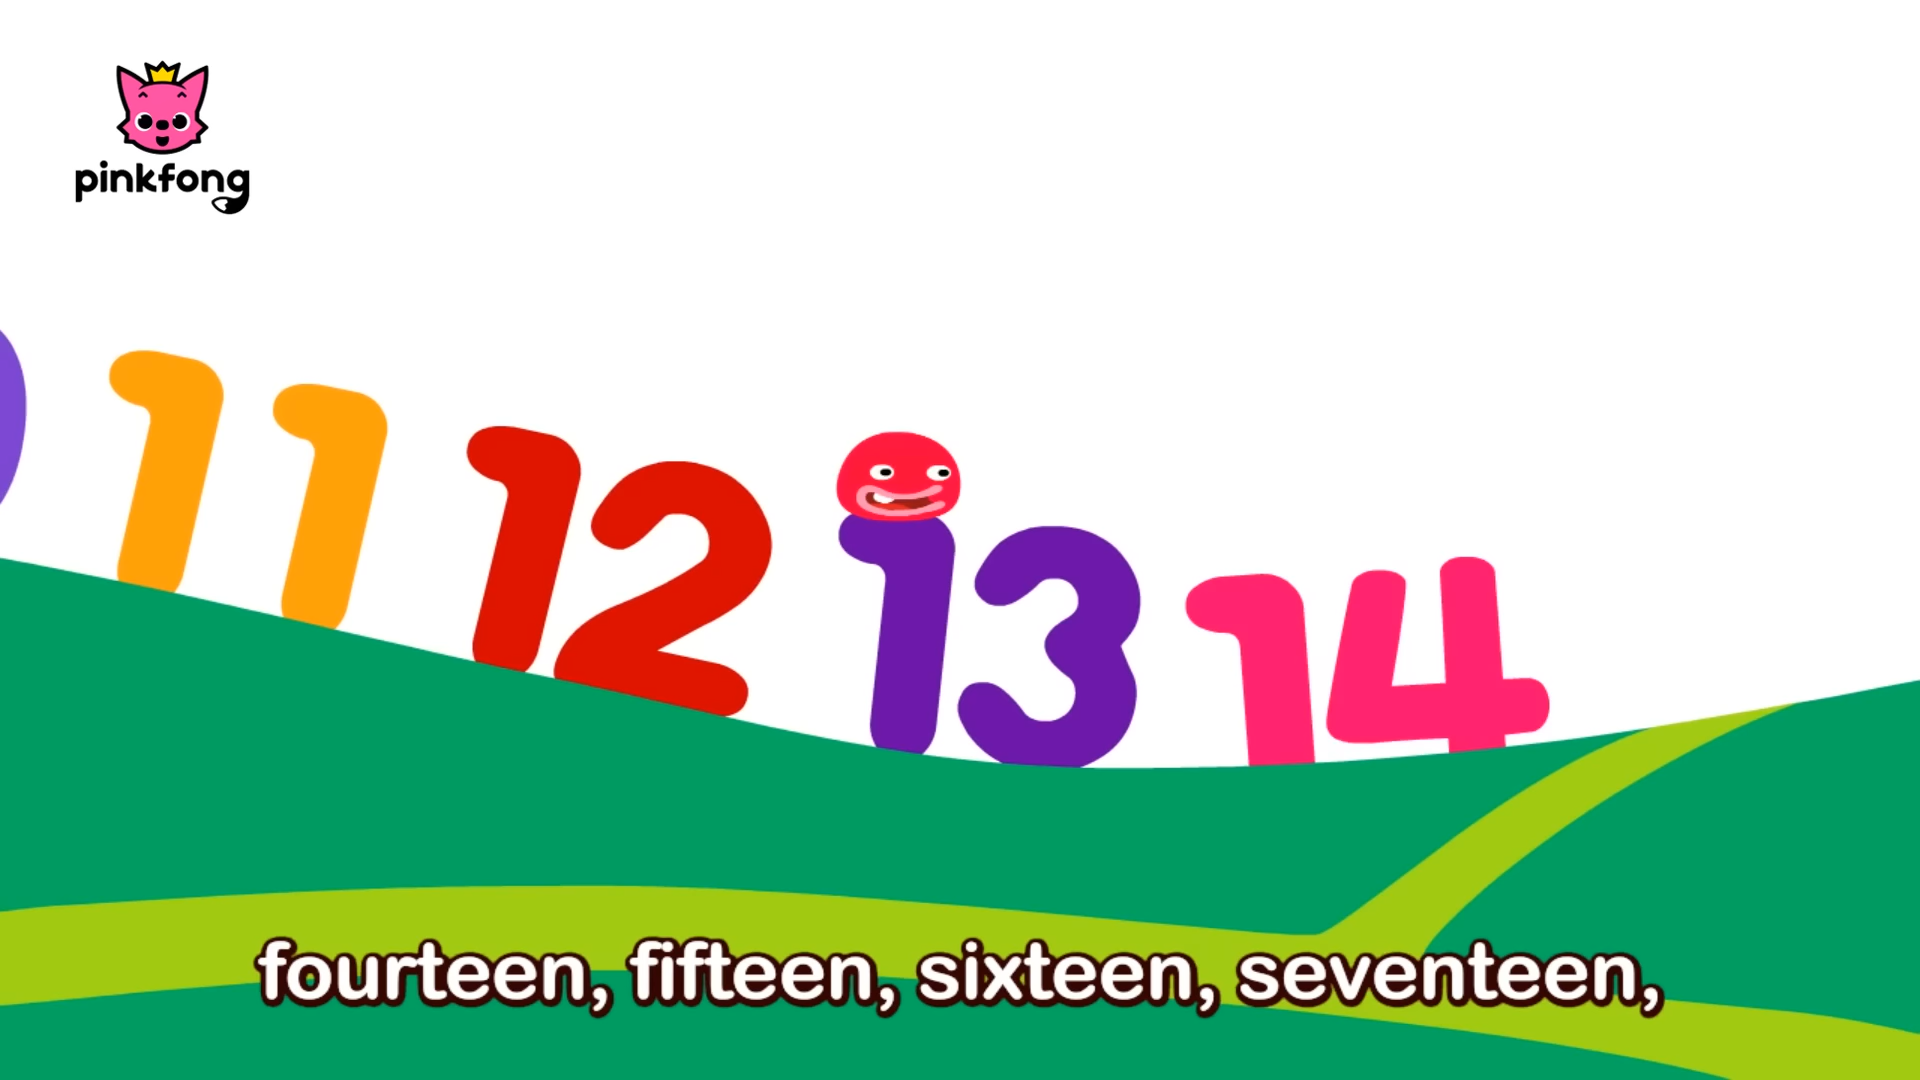 pinkfong
11 12 13 14
fourteen, fifteen, sixteen, seventeen,